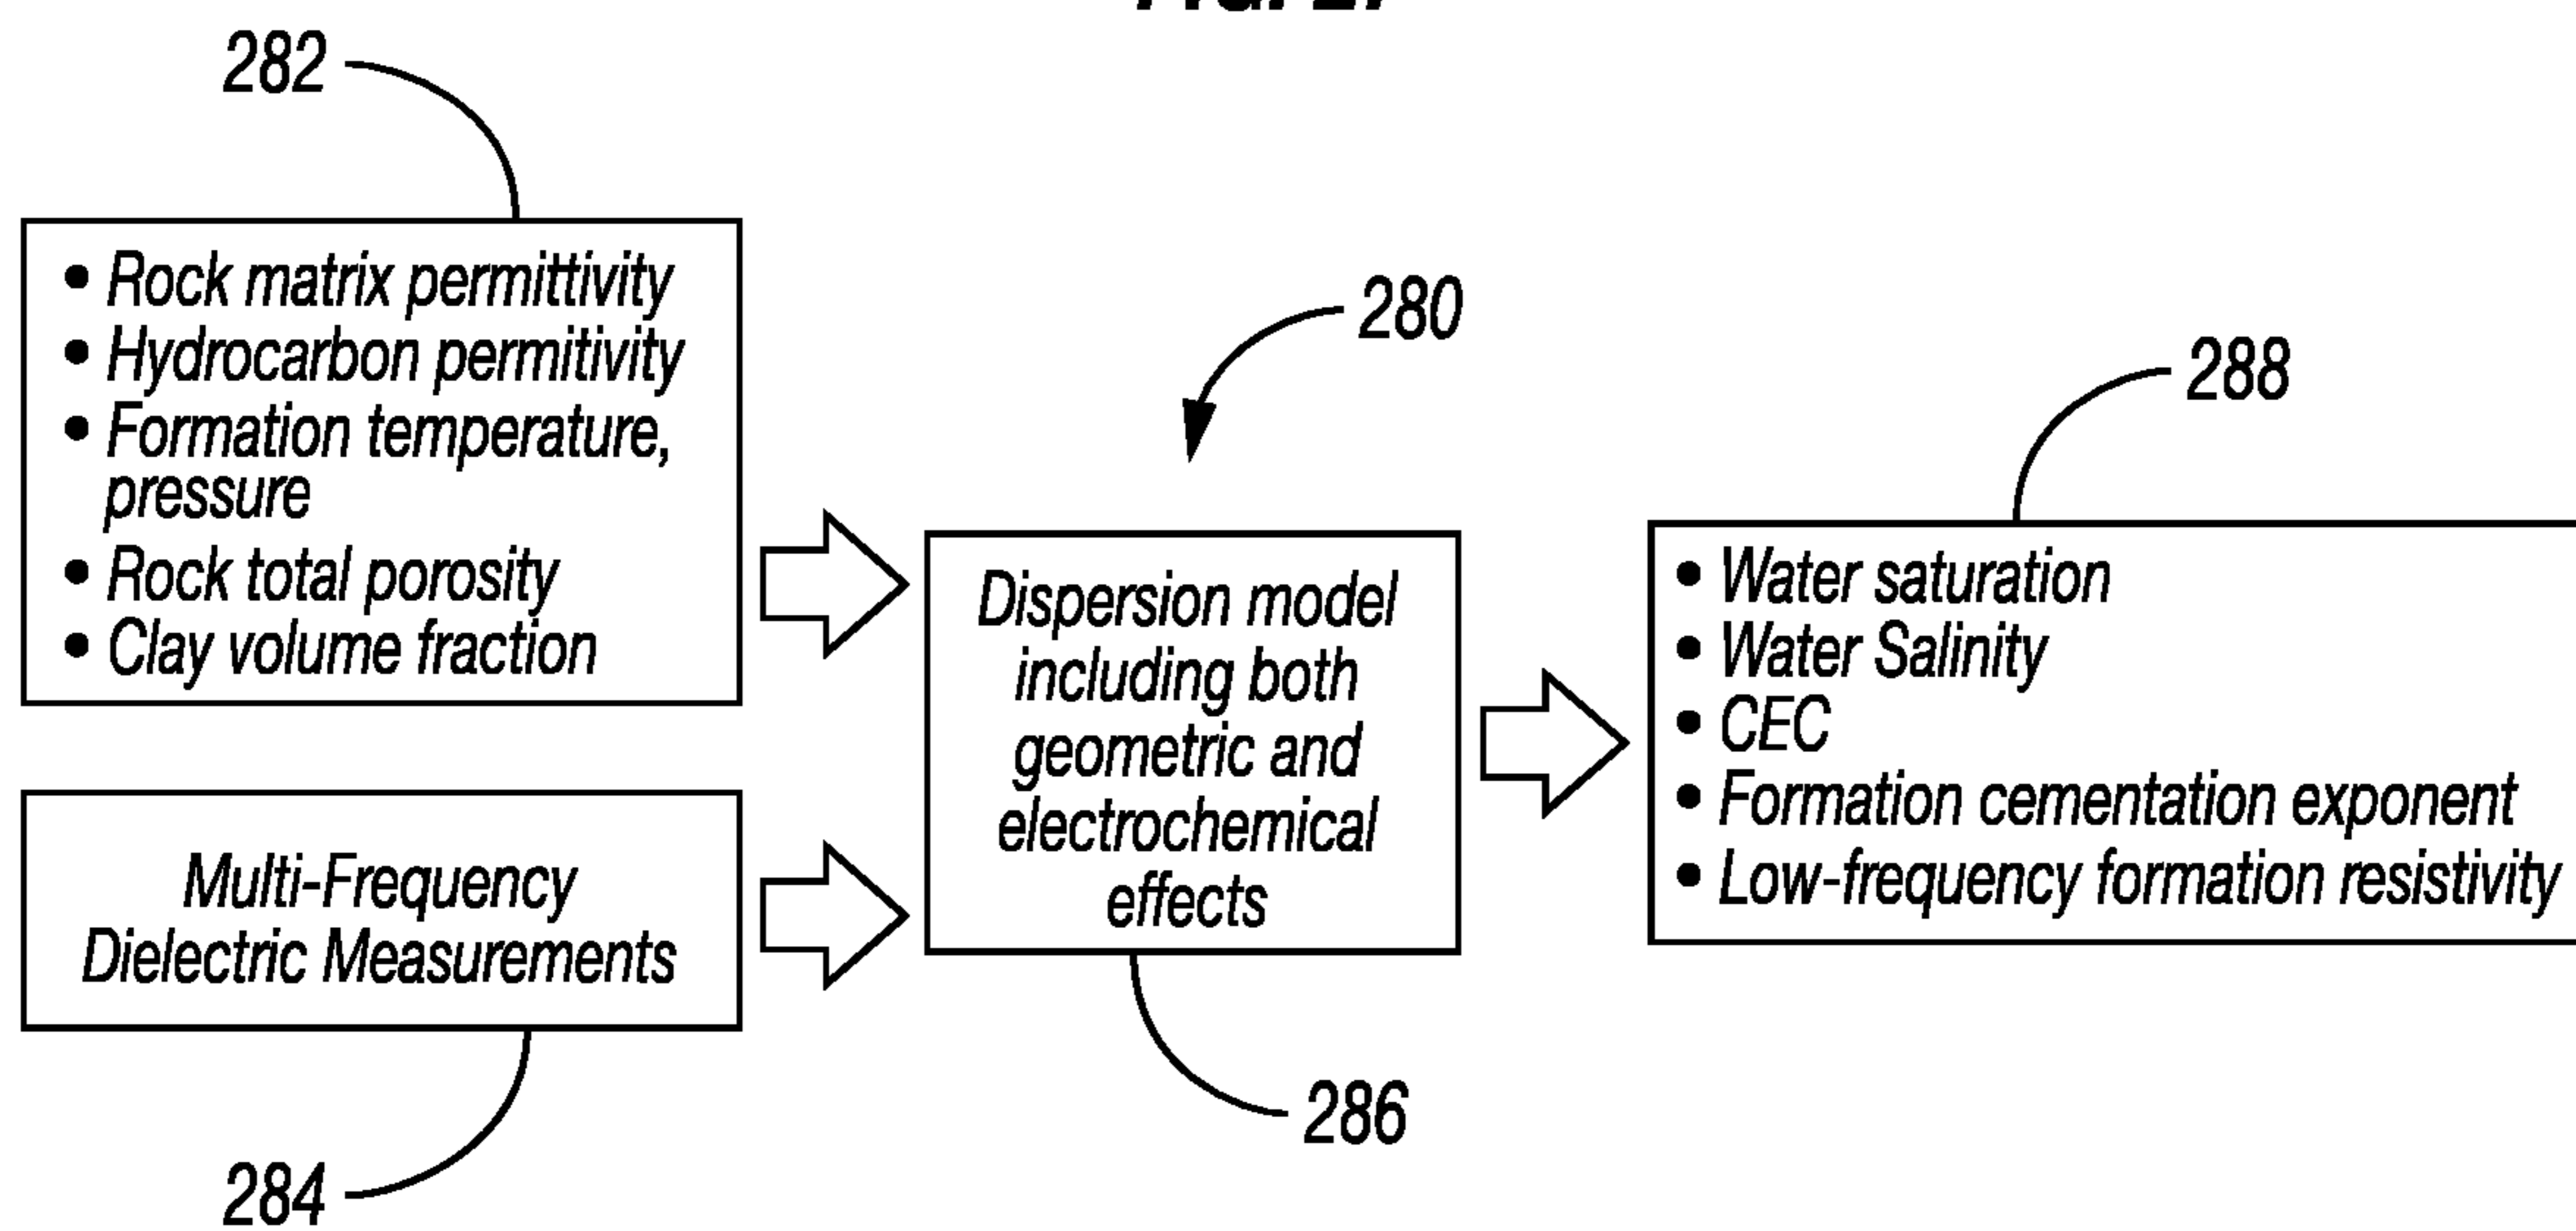 282
• Rock matrix permittivity
• Hydrocarbon permitivity
• Formation temperature,
pressure
• Rock total porosity
• Clay volume fraction
Multi-Frequency
Dielectric Measurements
284
280
Dispersion model
including both
geometric and
electrochemical
effects
286
288
• Water saturation
• Water Salinity
• CEC
• Formation cementation exponent
• Low-frequency formation resistivity